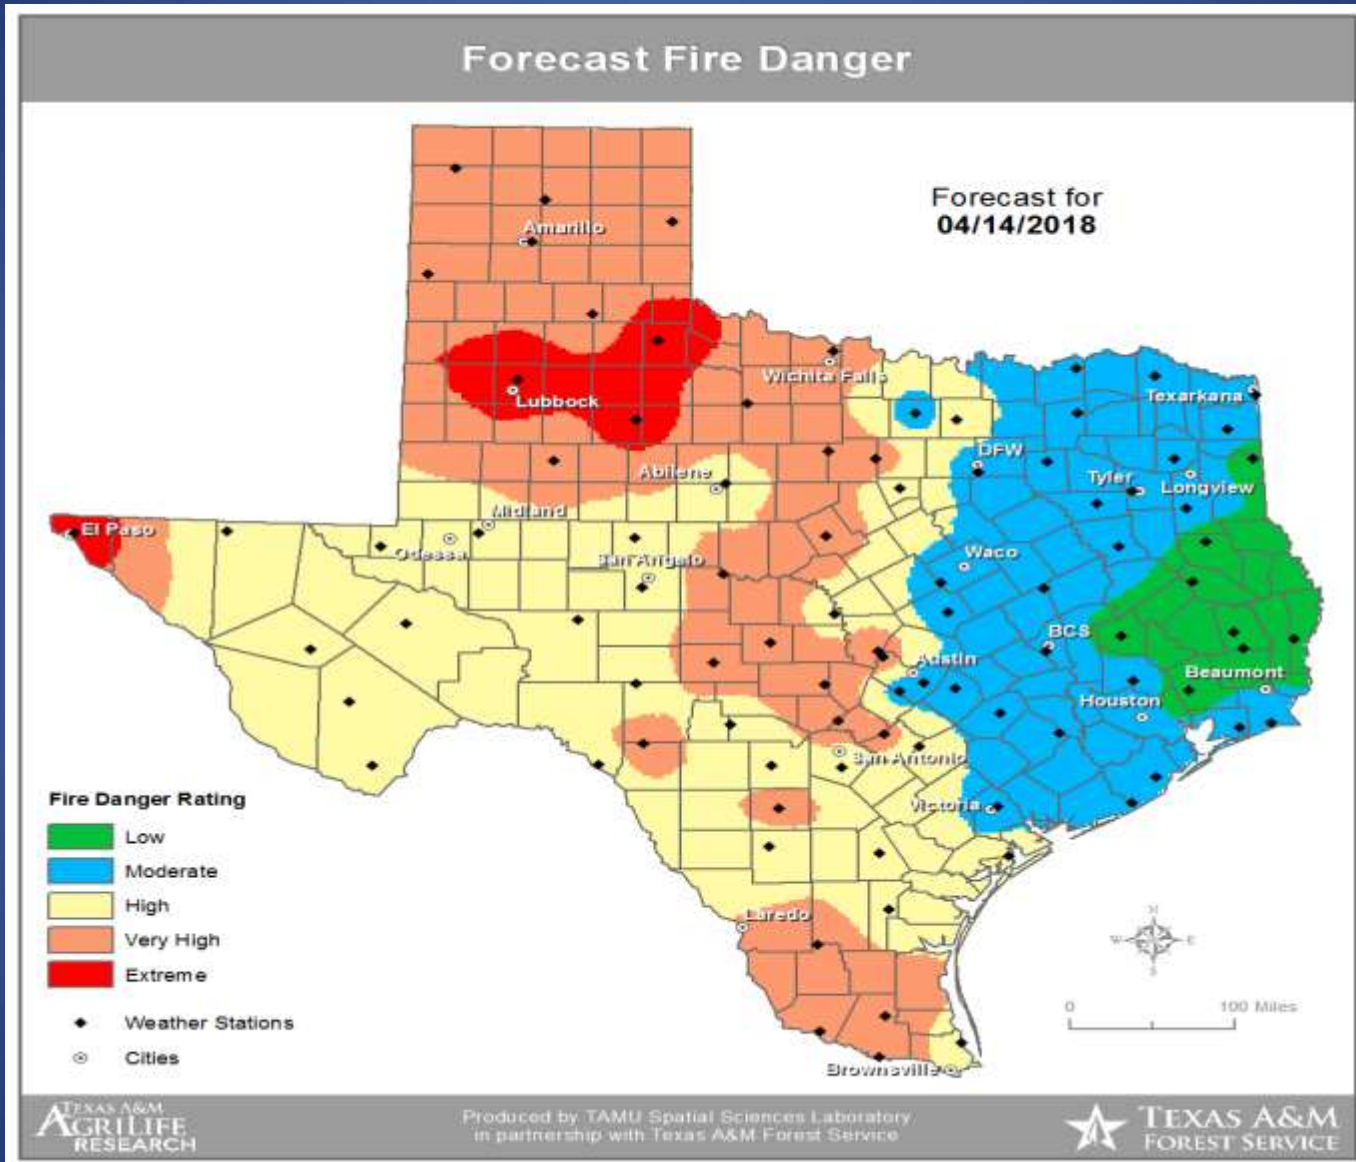 Forecast Fire Danger
Forecast for
04/14/2018
Amarillo
Wichita Falls
Lubbock
Texarkana
Abilene
DFW
Tyler
Longview
Midland
El Paso
Odessa
San Angelo
Waco
BCS
Austin
Beaumont
Houston
San Antonio
Victoria
Laredo
Brownsville
Fire Danger Rating
Low
Moderate
High
Very High
Extreme
Weather Stations
Cities
N
W E
S
0 100 Miles
TEXAS A&M
AGRILIFE
RESEARCH
Produced by TAMU Spatial Sciences Laboratory
in partnership with Texas A&M Forest Service
TEXAS A&M
FOREST SERVICE